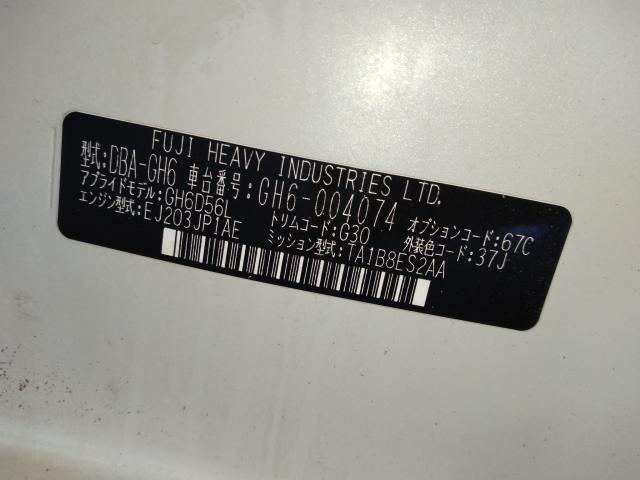 FUJI HEAVY INDUSTRIES LTD.
型式:DBA-GH6 車台番号:GH6-004074
アプライドモデル:GH6D56L トリムコード:G30 オプションコード:67C
エンジン型式:EJ203JP1AE ミッション型式:TA1B8ES2AA 外装色コード:37J